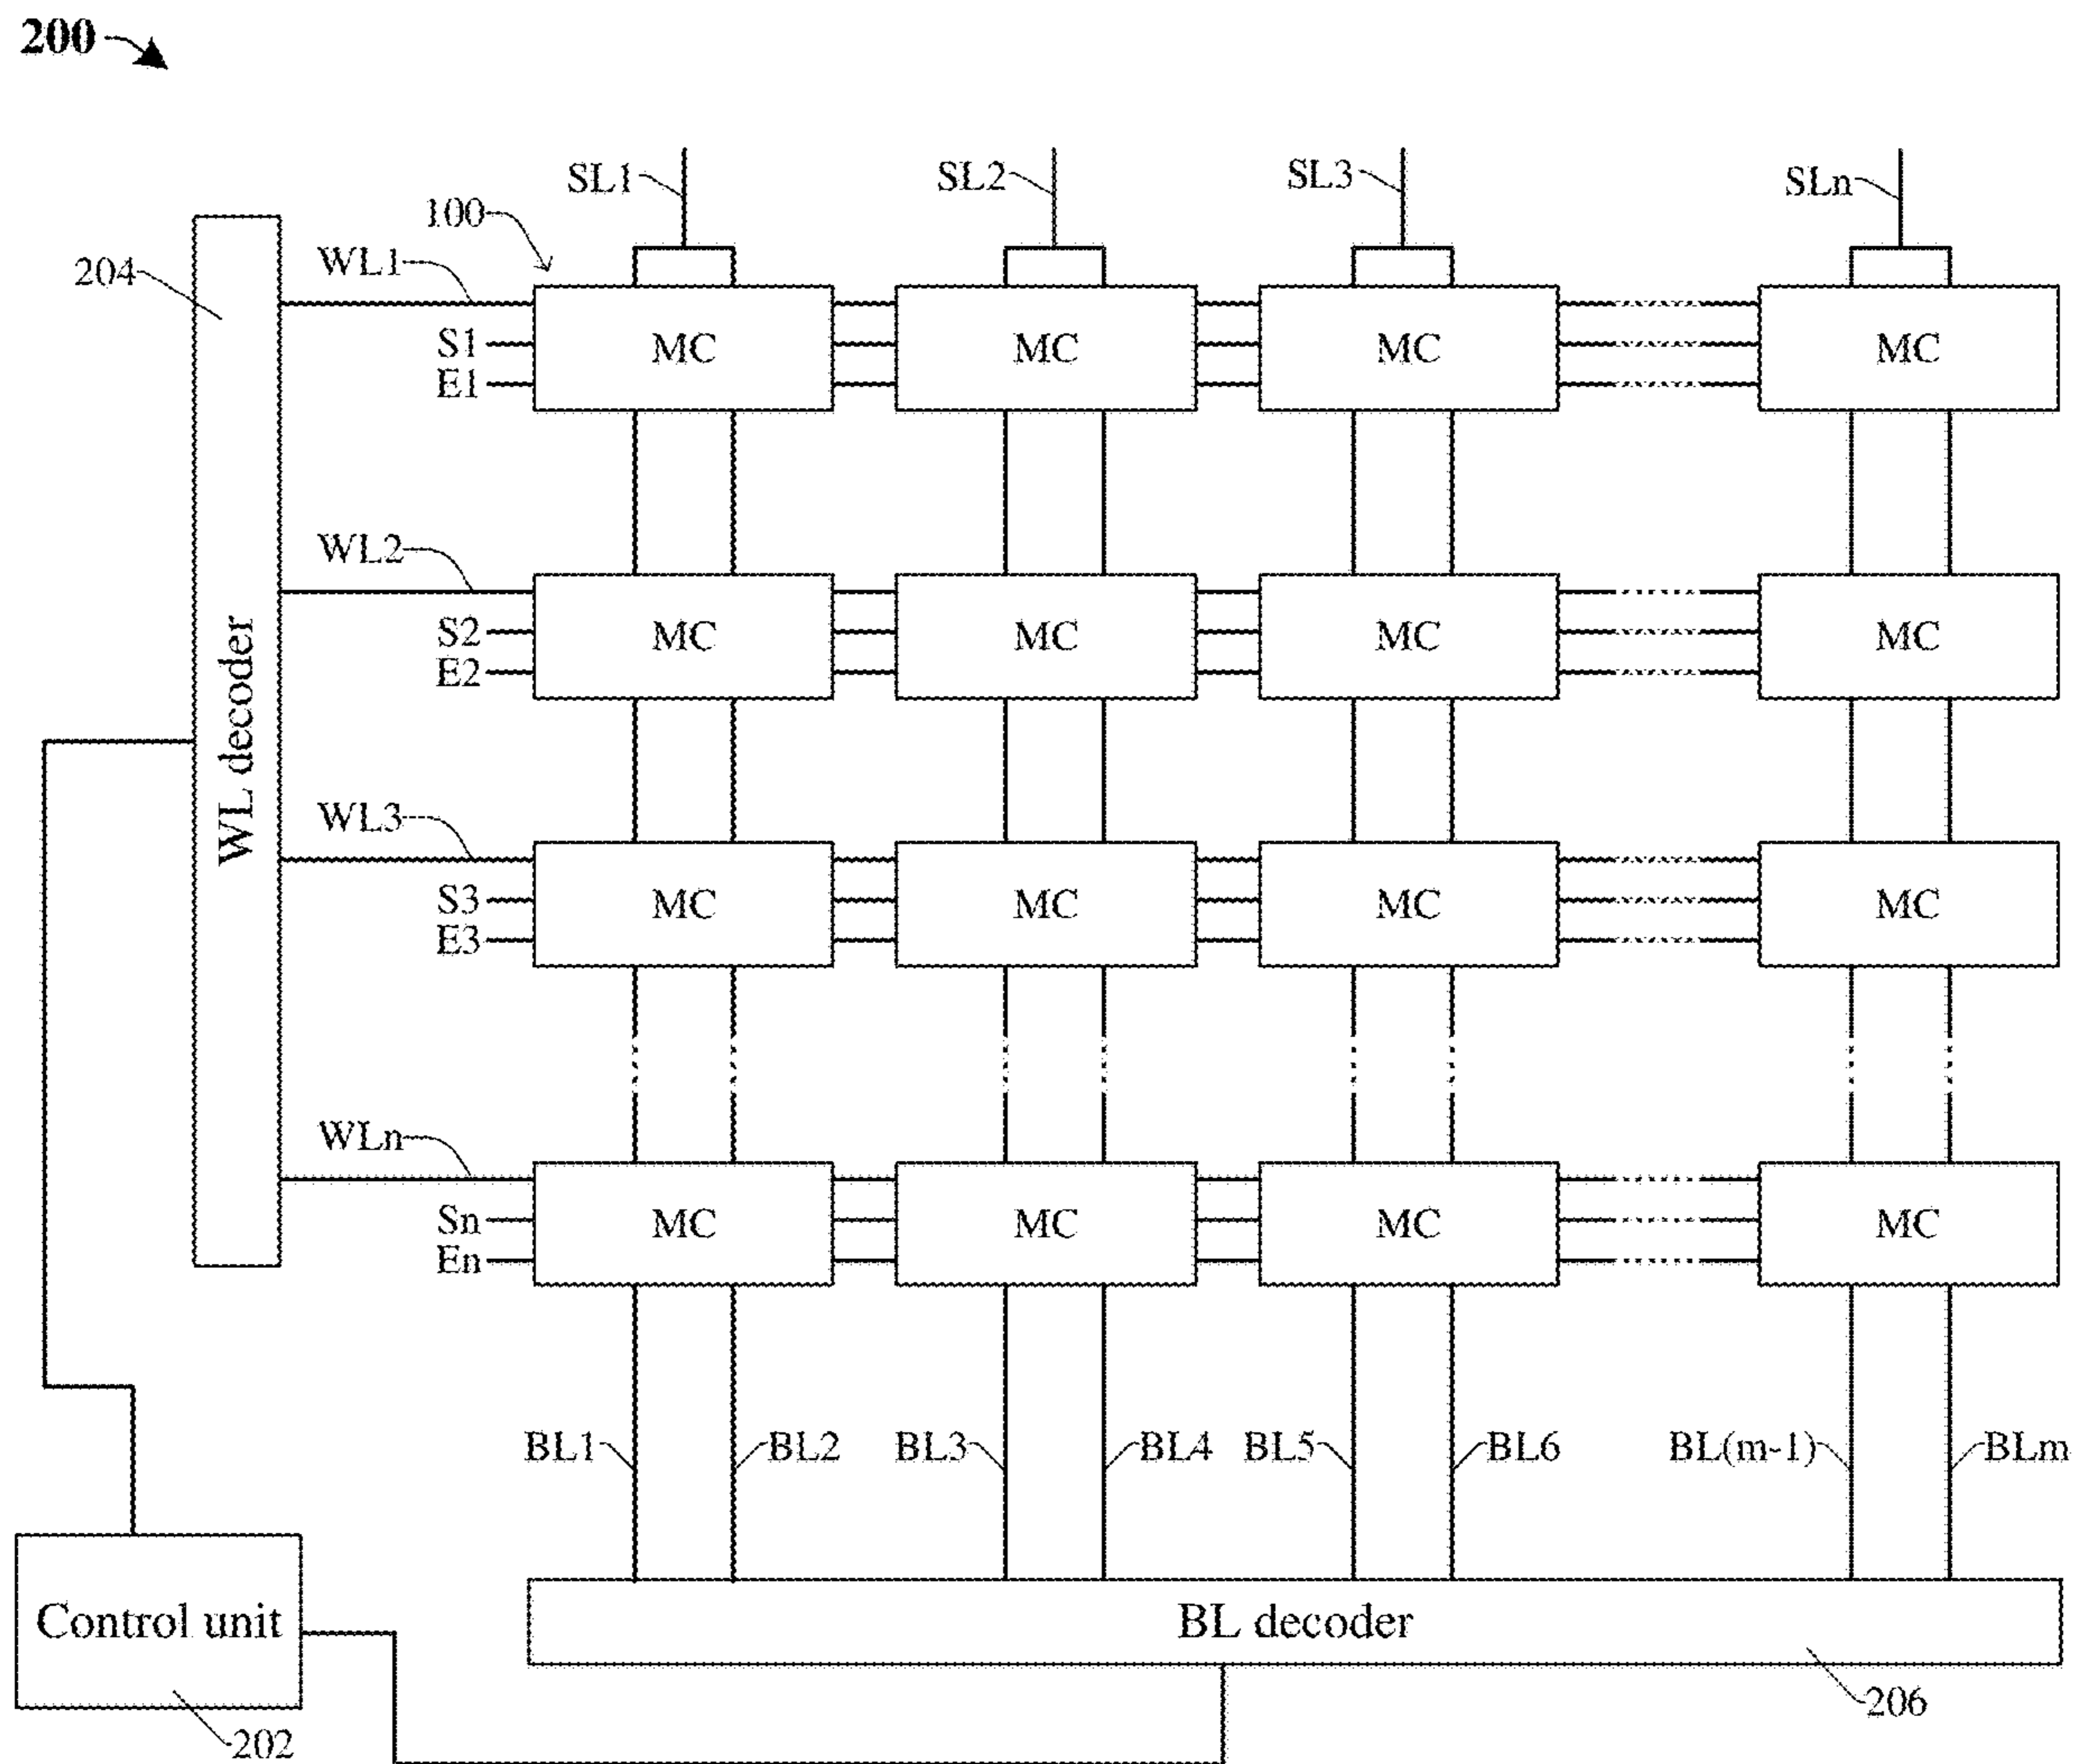 200
SL1 SL2 SL3 SLn
100
WL1
204
S1 MC MC MC MC
E1
WL2
S2 MC MC MC MC
E2
WL decoder
WL3
S3 MC MC MC MC
E3
WLn
Sn MC MC MC MC
En
BL1 BL2 BL3 BL4 BL5 BL6 BL(m-1) BLm
Control unit
BL decoder
206
202